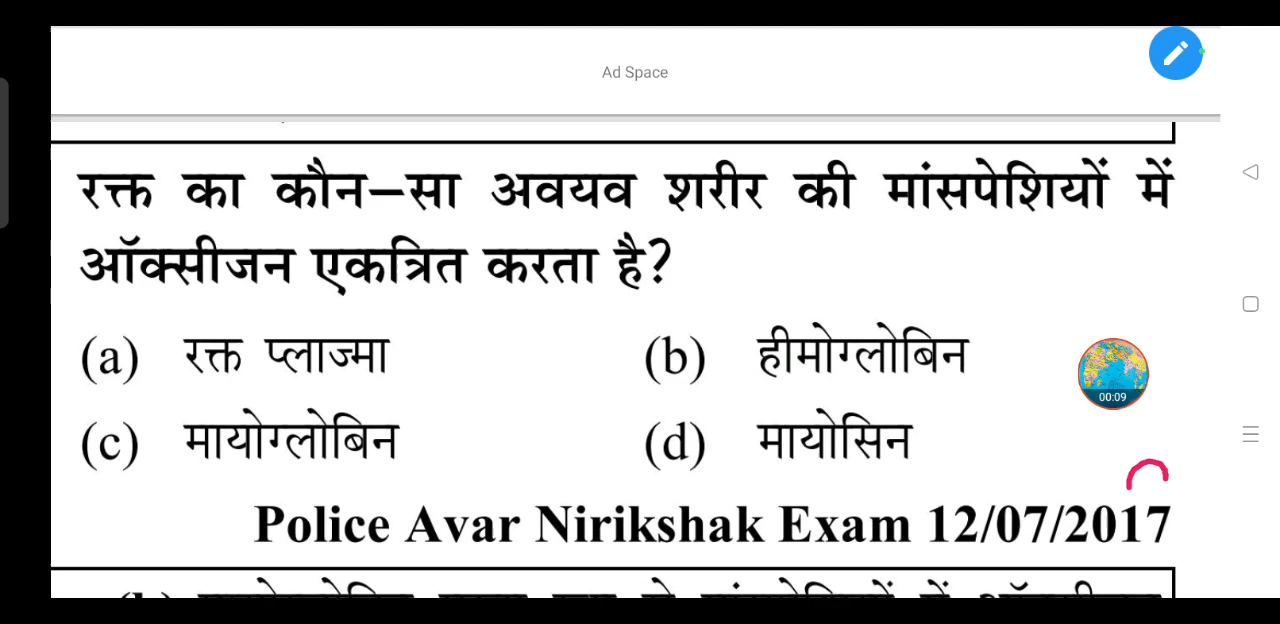 Ad Space
रक्त का कौन–सा अवयव शरीर की मांसपेशियों में
ऑक्सीजन एकत्रित करता है?
(a) रक्त प्लाज्मा (b) हीमोग्लोबिन
00:09
(c) मायोग्लोबिन (d) मायोसिन
Police Avar Nirikshak Exam 12/07/2017